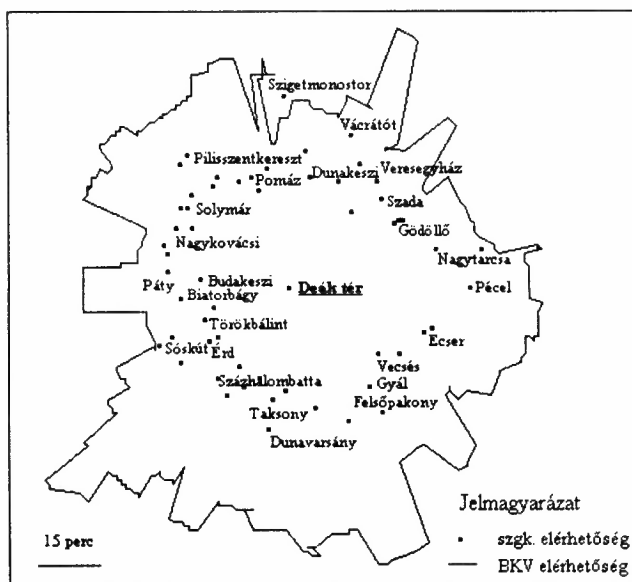 Szigetmonostor
Vácrátót
Pilisszentkereszt
Pomáz
Dunakeszi
Veresegyház
Szada
Solymár
Gödöllő
Nagykovácsi
Nagytarcsa
Páty
Budakeszi
Deák tér
Pécel
Biatorbágy
Törökbálint
Ecser
Sóskút
Érd
Vecsés
Százhalombatta
Gyál
Taksony
Felsőpakony
Dunavarsány
Jelmagyarázat
15 perc
szgk. elérhetőség
BKV elérhetőség